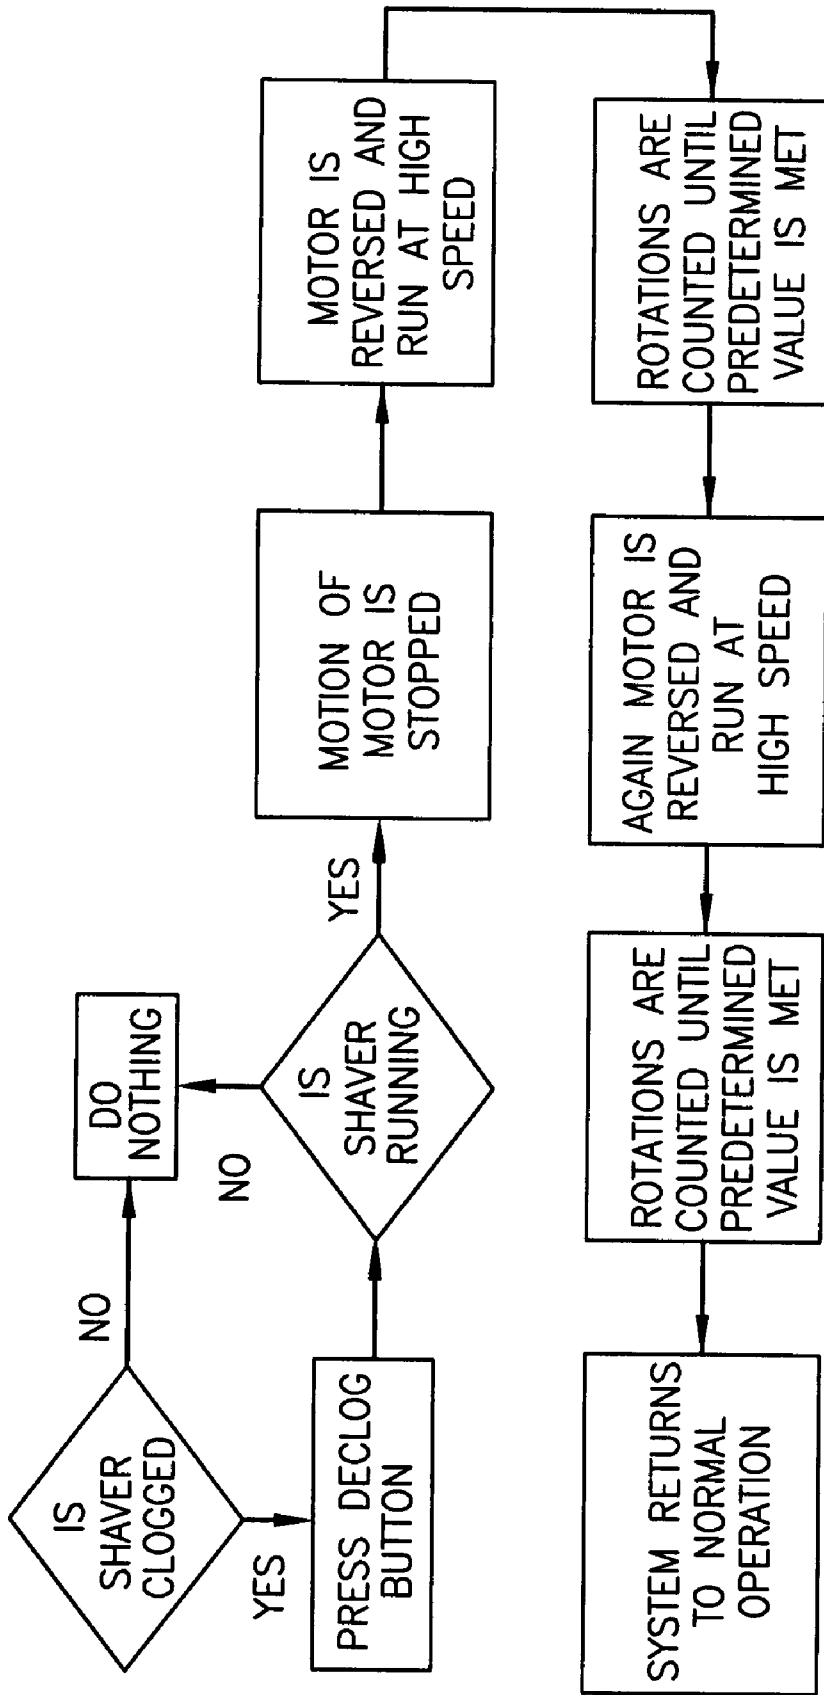 IS
SHAVER
CLOGGED
NO
DO
NOTHING
YES
PRESS DECLOG
BUTTON
IS
SHAVER
RUNNING
NO
YES
MOTION OF
MOTOR IS
STOPPED
MOTOR IS
REVERSED AND
RUN AT HIGH
SPEED
ROTATIONS ARE
COUNTED UNTIL
PREDETERMINED
VALUE IS MET
AGAIN MOTOR IS
REVERSED AND
RUN AT
HIGH SPEED
ROTATIONS ARE
COUNTED UNTIL
PREDETERMINED
VALUE IS MET
SYSTEM RETURNS
TO NORMAL
OPERATION